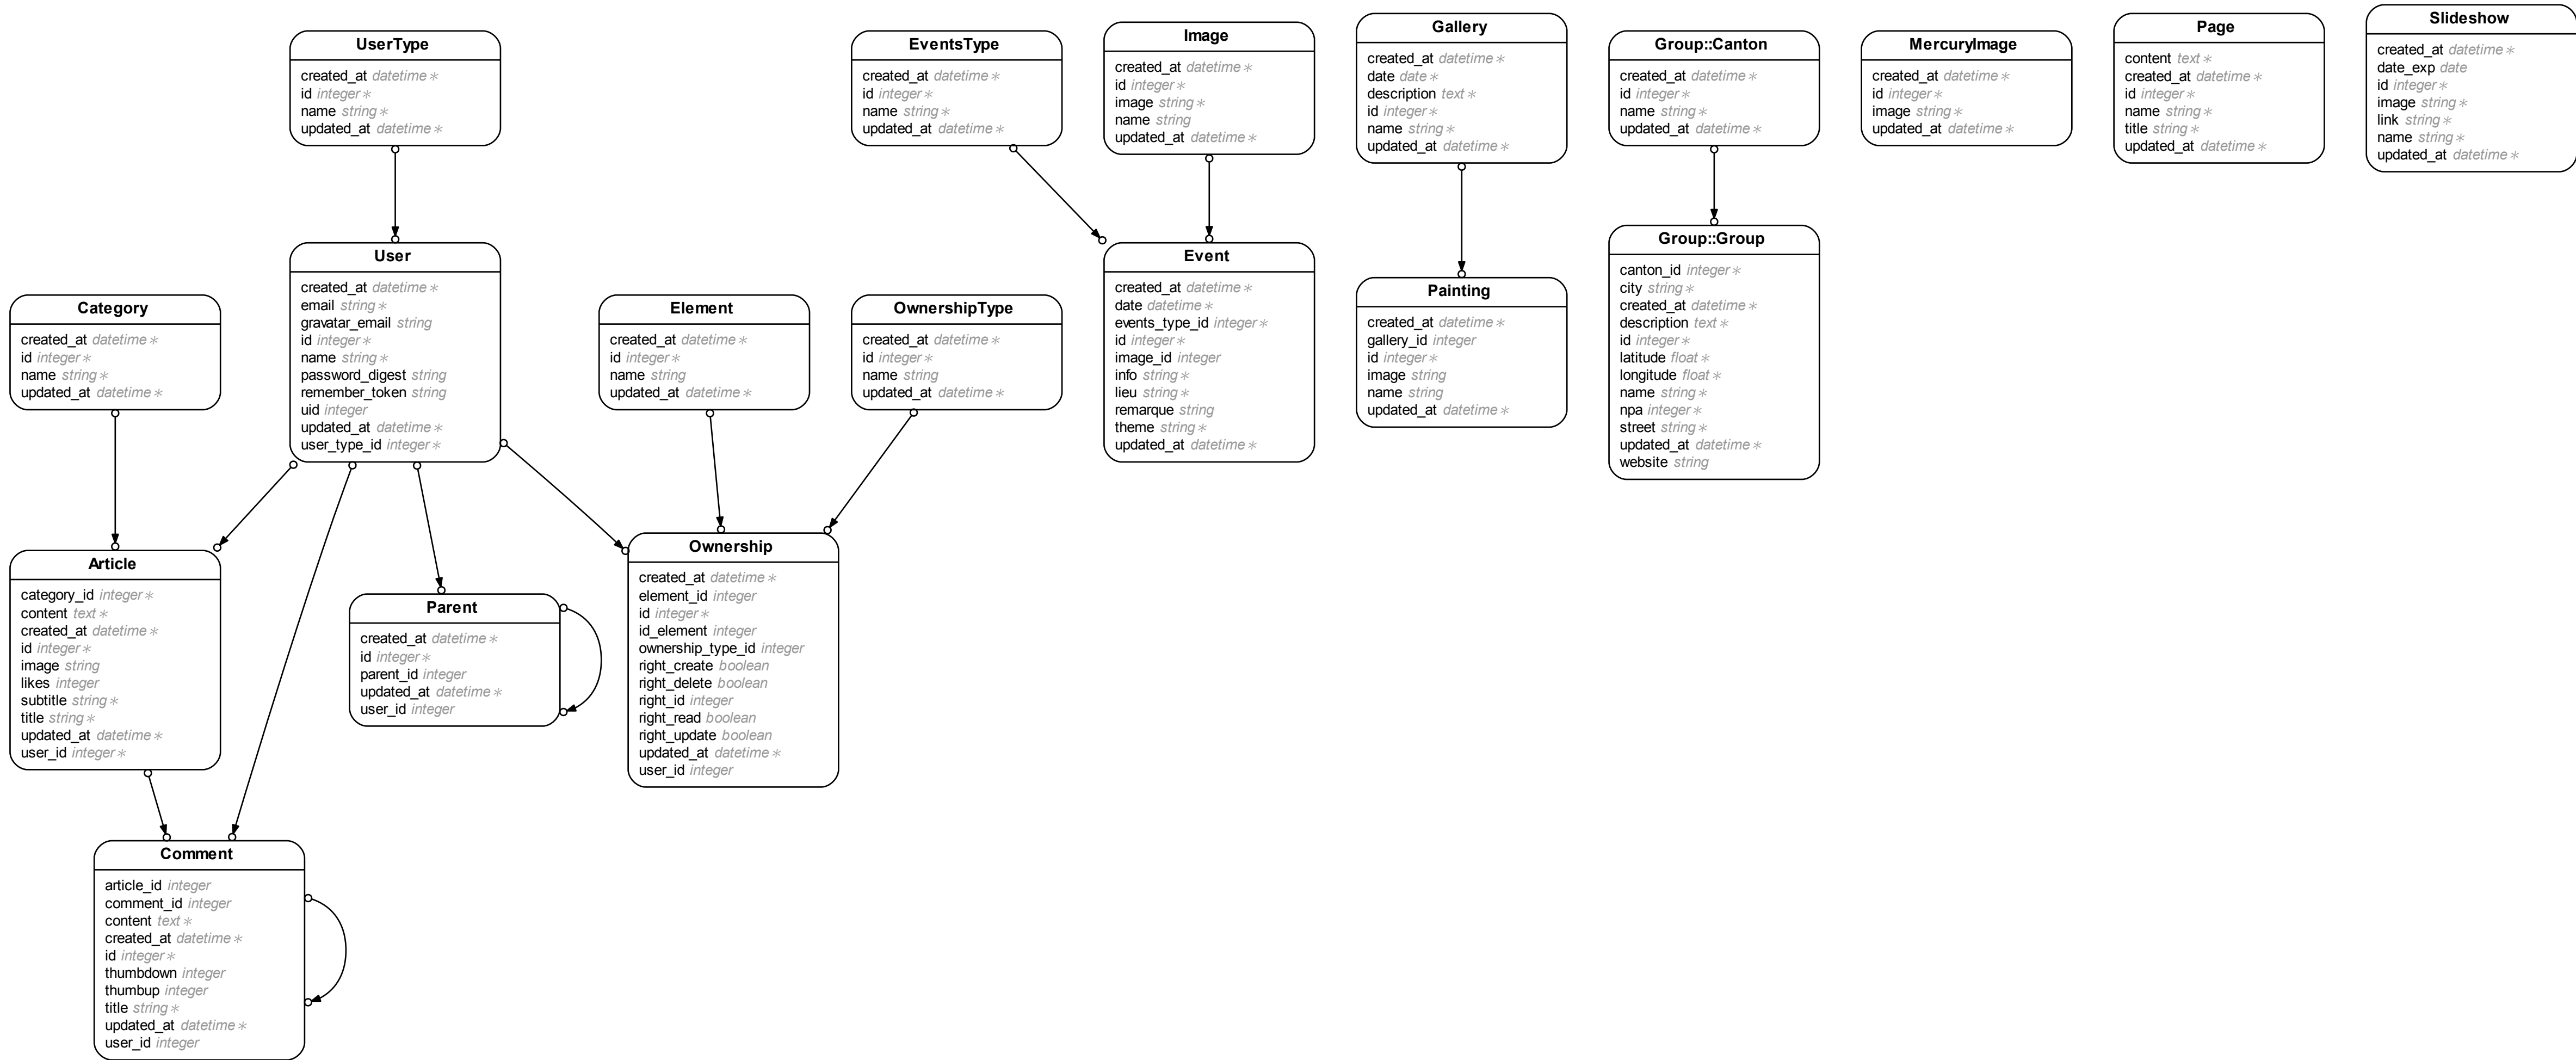 UserType
created_at datetime ∗
id integer ∗
name string ∗
updated_at datetime ∗
EventsType
created_at datetime ∗
id integer ∗
name string ∗
updated_at datetime ∗
Image
created_at datetime ∗
id integer ∗
image string ∗
name string
updated_at datetime ∗
Gallery
created_at datetime ∗
date date ∗
description text ∗
id integer ∗
name string ∗
updated_at datetime ∗
Group::Canton
created_at datetime ∗
id integer ∗
name string ∗
updated_at datetime ∗
MercuryImage
created_at datetime ∗
id integer ∗
image string ∗
updated_at datetime ∗
Page
content text ∗
created_at datetime ∗
id integer ∗
name string ∗
title string ∗
updated_at datetime ∗
Slideshow
created_at datetime ∗
date_exp date
id integer ∗
image string ∗
link string ∗
name string ∗
updated_at datetime ∗
Category
created_at datetime ∗
id integer ∗
name string ∗
updated_at datetime ∗
User
created_at datetime ∗
email string ∗
gravatar_email string
id integer ∗
name string ∗
password_digest string
remember_token string
uid integer
updated_at datetime ∗
user_type_id integer ∗
Element
created_at datetime ∗
id integer ∗
name string
updated_at datetime ∗
OwnershipType
created_at datetime ∗
id integer ∗
name string
updated_at datetime ∗
Event
created_at datetime ∗
date datetime ∗
events_type_id integer ∗
id integer ∗
image_id integer
info string ∗
lieu string ∗
remarque string
theme string ∗
updated_at datetime ∗
Painting
created_at datetime ∗
gallery_id integer
id integer ∗
image string
name string
updated_at datetime ∗
Group::Group
canton_id integer ∗
city string ∗
created_at datetime ∗
description text ∗
id integer ∗
latitude float ∗
longitude float ∗
name string ∗
npa integer ∗
street string ∗
updated_at datetime ∗
website string
Article
category_id integer ∗
content text ∗
created_at datetime ∗
id integer ∗
image string
likes integer
subtitle string ∗
title string ∗
updated_at datetime ∗
user_id integer ∗
Parent
created_at datetime ∗
id integer ∗
parent_id integer
updated_at datetime ∗
user_id integer
Ownership
created_at datetime ∗
element_id integer
id integer ∗
id_element integer
ownership_type_id integer
right_create boolean
right_delete boolean
right_id integer
right_read boolean
right_update boolean
updated_at datetime ∗
user_id integer
Comment
article_id integer
comment_id integer
content text ∗
created_at datetime ∗
id integer ∗
thumbdown integer
thumbup integer
title string ∗
updated_at datetime ∗
user_id integer